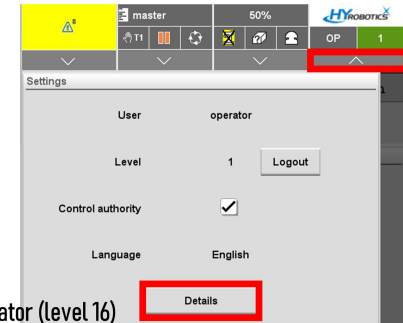 8 master 50% HYROBOTICS
T1 OP 1
Settings
User operator
Level 1 Logout
Control authority
Language English
Details
ator (level 16)